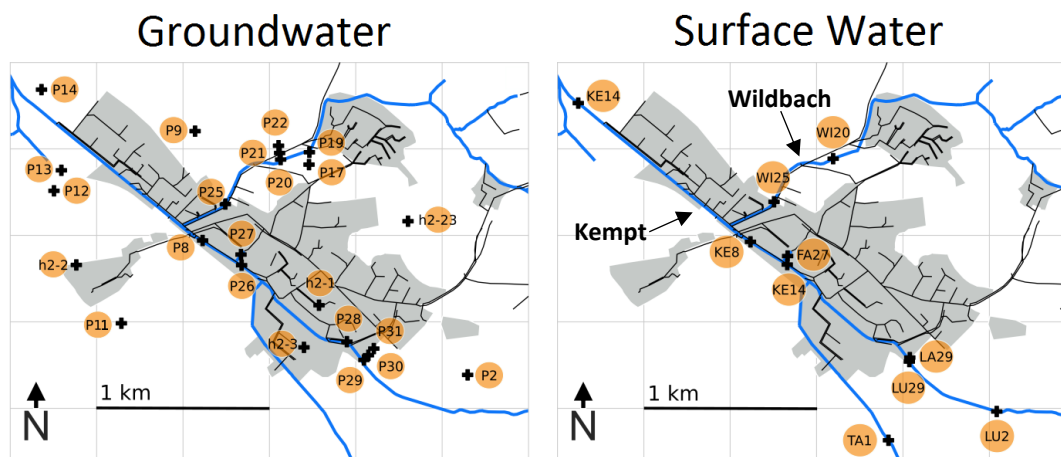 Groundwater
Surface Water
P14
P9
P22
P19
P21
P20
P17
P13
P12
P25
h2-23
P8
P27
h2-2
P26
h2-1
P11
P28
P31
h2-3
P30
P29
P2
1 km
N
KE14
Wildbach
WI20
WI25
Kempt
KE8
FA27
KE14
LA29
LU29
1 km
N
TA1
LU2